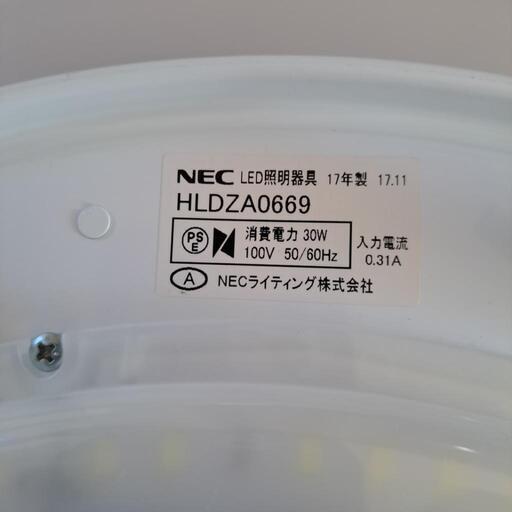 NEC LED照明器具 17年製 17.11
HLDZA0669
PS
E
消費電力 30W
100V 50/60Hz
入力電流
0.31A
A NECライティング株式会社